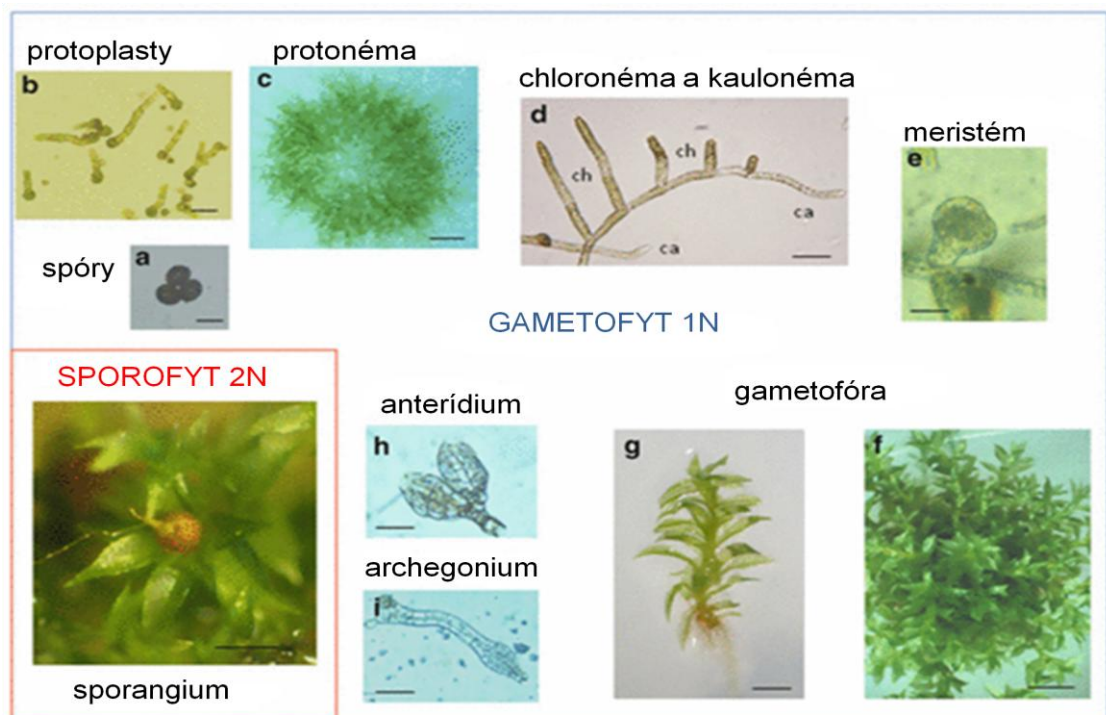 protoplasty
b
protonéma
c
chloronéma a kaulonéma
d
ch
ch
ca
ca
meristém
e
spóry
a
GAMETOFYT 1N
SPOROFYT 2N
sporangium
anterídium
h
archegonium
i
gametofóra
g
f